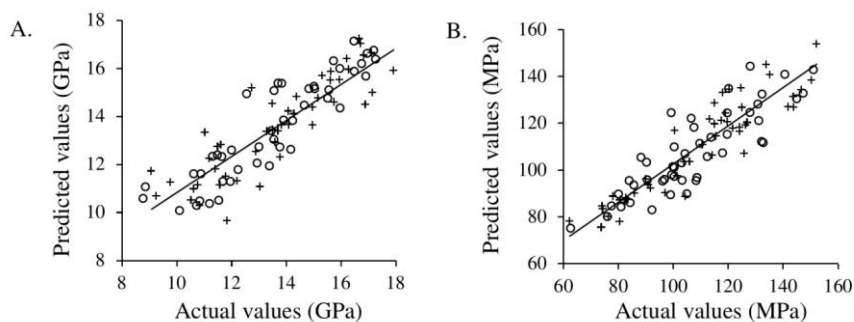 A.
18
16
14
12
10
8
Predicted values (GPa)
8 10 12 14 16 18
Actual values (GPa)
B.
160
140
120
100
80
60
Predicted values (MPa)
60 80 100 120 140 160
Actual values (MPa)